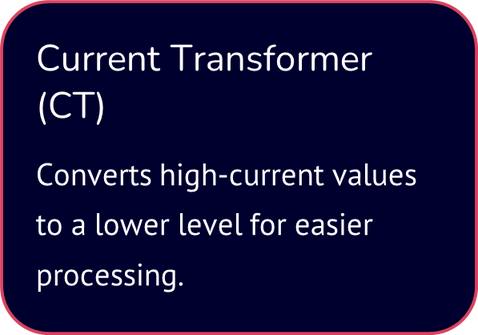 Current Transformer
(CT)
Converts high-current values
to a lower level for easier
processing.